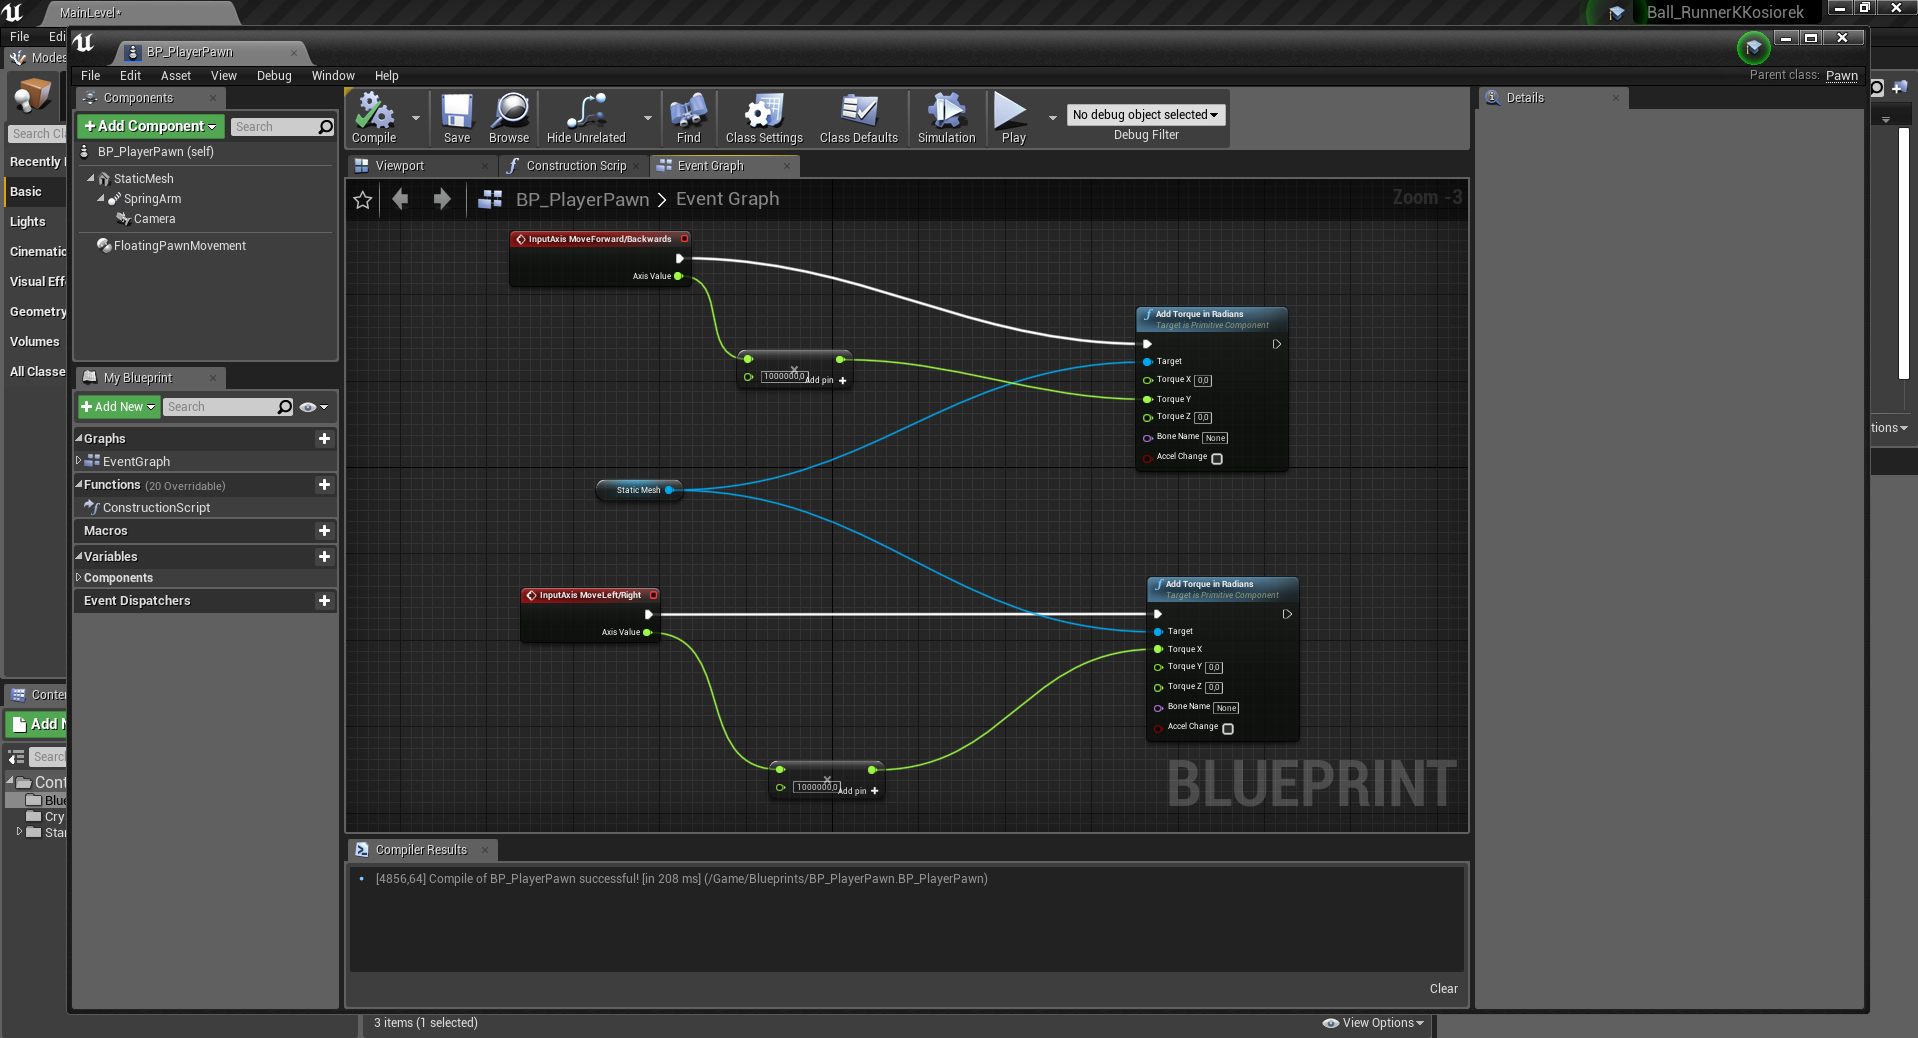 MainLevel*
Ball_RunnerKKosiorek
File Edi
BP_PlayerPawn
Modes
File Edit Asset View Debug Window Help
Parent class: Pawn
Components
Details
Add Component
Search
Search Cl
Compile
Save
Browse
Hide Unrelated
Find
Class Settings
Class Defaults
Simulation
Play
No debug object selected
Debug Filter
BP_PlayerPawn (self)
StaticMesh
SpringArm
Camera
FloatingPawnMovement
Recently
Basic
Lights
Cinematic
Visual Eff
Geometry
Volumes
All Classe
Viewport
Construction Scrip
Event Graph
BP_PlayerPawn > Event Graph
Zoom -3
InputAxis MoveForward/Backwards
Axis Value
1000000,0
Add pin
Add Torque in Radians
Target is Primitive Component
Target
Torque X 0,0
Torque Y
Torque Z 0,0
Bone Name None
Accel Change
Static Mesh
InputAxis MoveLeft/Right
Axis Value
1000000,0
Add pin
Add Torque in Radians
Target is Primitive Component
Target
Torque X
Torque Y 0,0
Torque Z 0,0
Bone Name None
Accel Change
BLUEPRINT
My Blueprint
Add New
Search
Graphs
EventGraph
Functions (20 Overridable)
ConstructionScript
Macros
Variables
Components
Event Dispatchers
tions
Conter
Add N
Search
Cont
Blue
Cry
Star
Compiler Results
[4856,64] Compile of BP_PlayerPawn successful! [in 208 ms] (/Game/Blueprints/BP_PlayerPawn.BP_PlayerPawn)
Clear
3 items (1 selected)
View Options